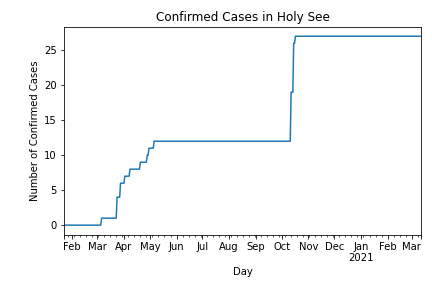 Confirmed Cases in Holy See
Number of Confirmed Cases
25
20
15
10
5
0
Feb Mar Apr May Jun Jul Aug Sep Oct Nov Dec Jan Feb Mar
2021
Day